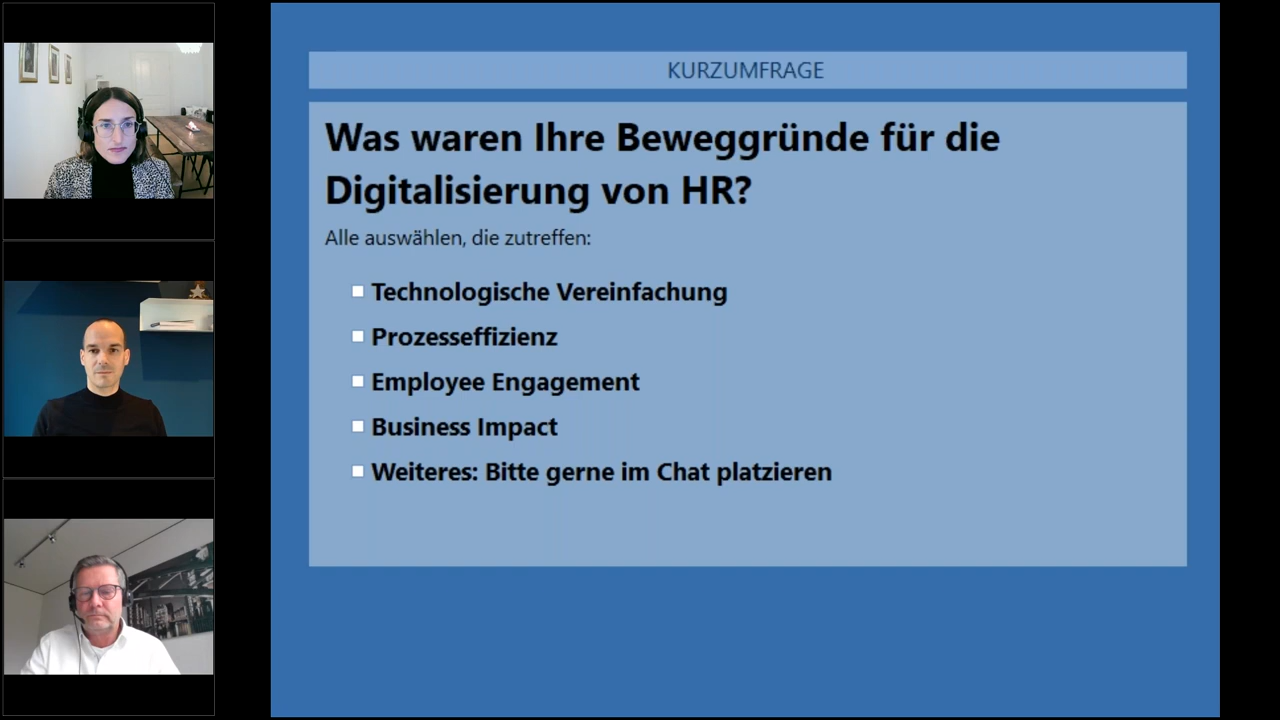 KURZUMFRAGE
Was waren Ihre Beweggründe für die
Digitalisierung von HR?
Alle auswählen, die zutreffen:
Technologische Vereinfachung
Prozesseffizienz
Employee Engagement
Business Impact
Weiteres: Bitte gerne im Chat platzieren